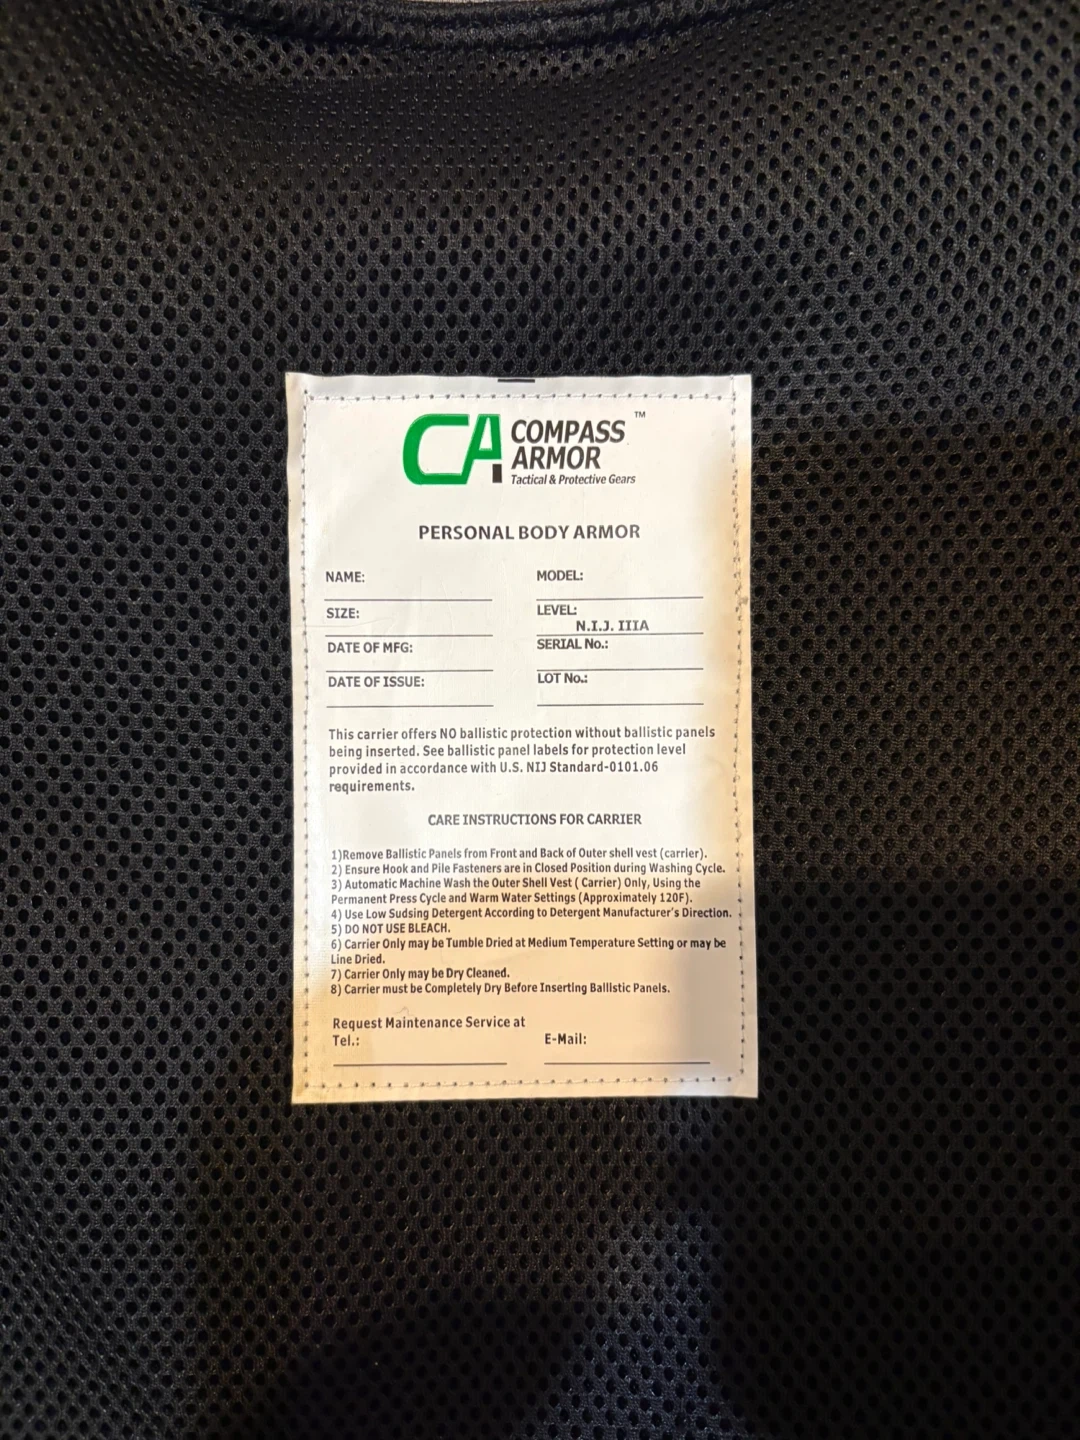 CA COMPASS ARMOR ™
Tactical & Protective Gears
PERSONAL BODY ARMOR
NAME:
MODEL:
SIZE:
LEVEL:
N.I.J. IIIA
DATE OF MFG:
SERIAL No.:
DATE OF ISSUE:
LOT No.:
This carrier offers NO ballistic protection without ballistic panels
being inserted. See ballistic panel labels for protection level
provided in accordance with U.S. NIJ Standard-0101.06
requirements.
CARE INSTRUCTIONS FOR CARRIER
1)Remove Ballistic Panels from Front and Back of Outer shell vest (carrier).
2) Ensure Hook and Pile Fasteners are in Closed Position during Washing Cycle.
3) Automatic Machine Wash the Outer Shell Vest ( Carrier) Only, Using the
Permanent Press Cycle and Warm Water Settings (Approximately 120F).
4) Use Low Sudsing Detergent According to Detergent Manufacturer's Direction.
5) DO NOT USE BLEACH.
6) Carrier Only may be Tumble Dried at Medium Temperature Setting or may be
Line Dried.
7) Carrier Only may be Dry Cleaned.
8) Carrier must be Completely Dry Before Inserting Ballistic Panels.
Request Maintenance Service at
Tel.:
E-Mail: